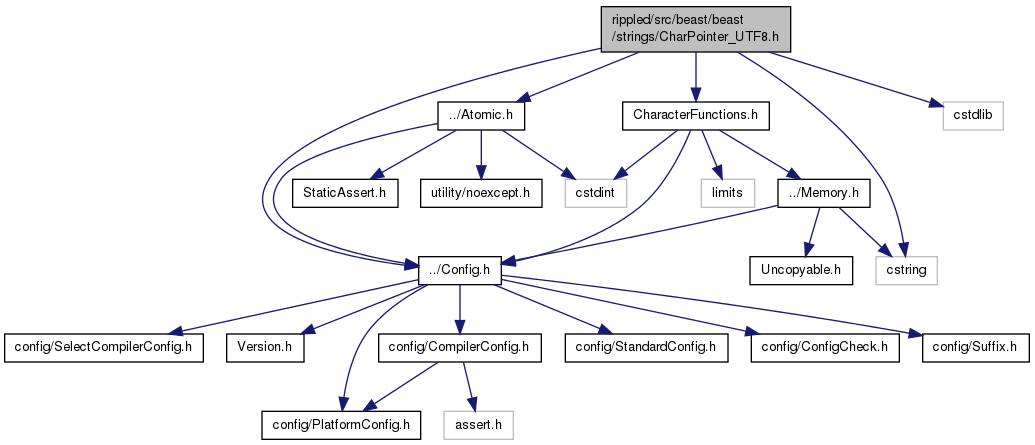 rippled/src/beast/beast
/strings/CharPointer_UTF8.h
../Atomic.h
CharacterFunctions.h
cstdlib
StaticAssert.h
utility/noexcept.h
cstdint
limits
../Memory.h
../Config.h
Uncopyable.h
cstring
config/SelectCompilerConfig.h
Version.h
config/CompilerConfig.h
config/StandardConfig.h
config/ConfigCheck.h
config/Suffix.h
config/PlatformConfig.h
assert.h